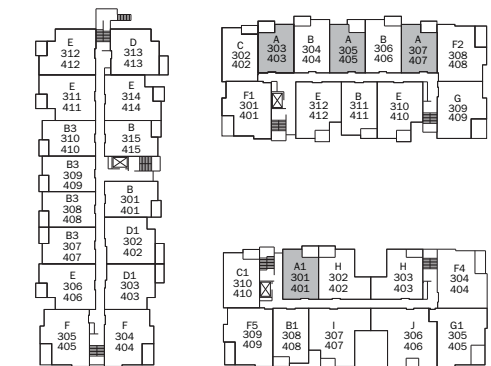 E
312
412
D
313
413
E
311
411
E
314
414
B3
310
410
B
315
415
B3
309
409
B3
308
408
B
301
401
B3
307
407
D1
302
402
E
306
406
D1
303
403
F
305
405
F
304
404
C
302
402
A
303
403
B
304
404
A
305
405
B
306
406
A
307
407
F2
308
408
F1
301
401
E
312
412
B
311
411
E
310
410
G
309
409
C1
310
410
A1
301
401
H
302
402
H
303
403
F4
304
404
F5
309
409
B1
308
408
I
307
407
J
306
406
G1
305
405